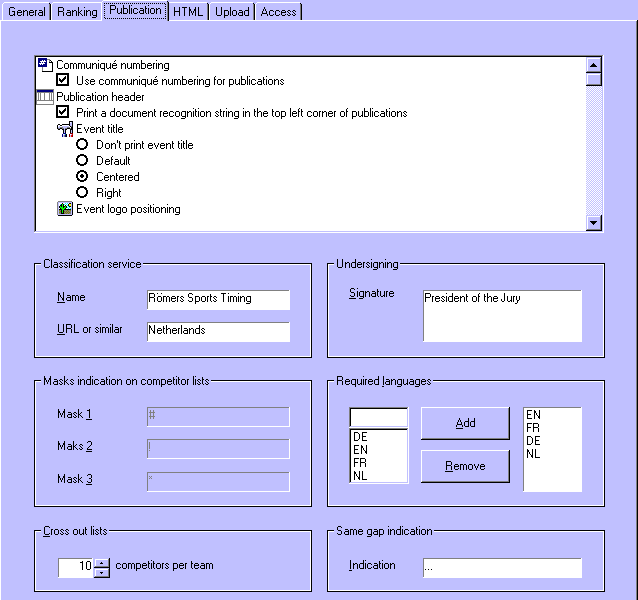 General Ranking Publication HTML Upload Access
Communiqué numbering
Use communiqué numbering for publications
Publication header
Print a document recognition string in the top left corner of publications
Event title
Don't print event title
Default
Centered
Right
Event logo positioning
Classification service
Name Römers Sports Timing
URL or similar Netherlands
Undersigning
Signature President of the Jury
Masks indication on competitor lists
Mask 1 #
Maks 2 !
Mask 3 *
Required languages
DE
EN
FR
NL
Add
Remove
EN
FR
DE
NL
Cross out lists
10 competitors per team
Same gap indication
Indication ...